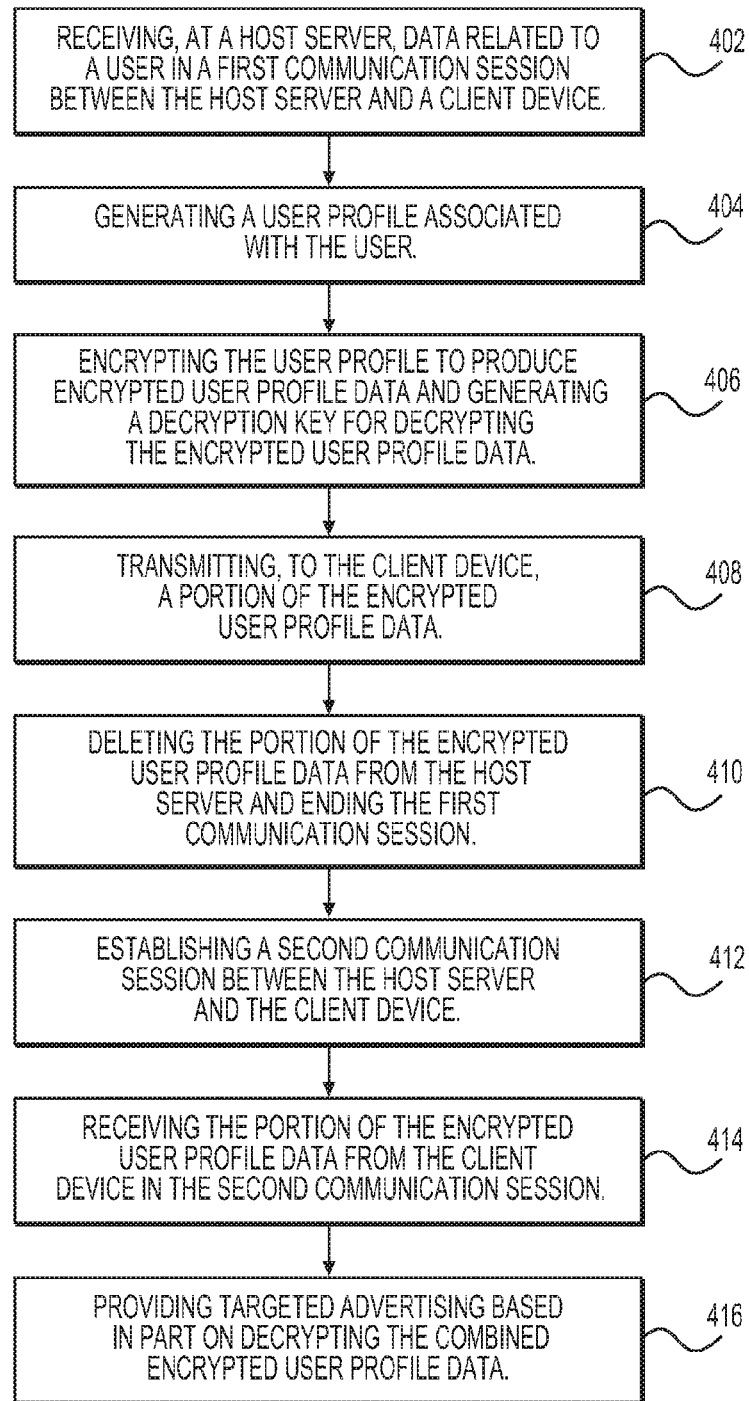 RECEIVING, AT A HOST SERVER, DATA RELATED TO
A USER IN A FIRST COMMUNICATION SESSION
BETWEEN THE HOST SERVER AND A CLIENT DEVICE.
402
GENERATING A USER PROFILE ASSOCIATED
WITH THE USER.
404
ENCRYPTING THE USER PROFILE TO PRODUCE
ENCRYPTED USER PROFILE DATA AND GENERATING
A DECRYPTION KEY FOR DECRYPTING
THE ENCRYPTED USER PROFILE DATA.
406
TRANSMITTING, TO THE CLIENT DEVICE,
A PORTION OF THE ENCRYPTED
USER PROFILE DATA.
408
DELETING THE PORTION OF THE ENCRYPTED
USER PROFILE DATA FROM THE HOST
SERVER AND ENDING THE FIRST
COMMUNICATION SESSION.
410
ESTABLISHING A SECOND COMMUNICATION
SESSION BETWEEN THE HOST SERVER
AND THE CLIENT DEVICE.
412
RECEIVING THE PORTION OF THE ENCRYPTED
USER PROFILE DATA FROM THE CLIENT
DEVICE IN THE SECOND COMMUNICATION SESSION.
414
PROVIDING TARGETED ADVERTISING BASED
IN PART ON DECRYPTING THE COMBINED
ENCRYPTED USER PROFILE DATA.
416